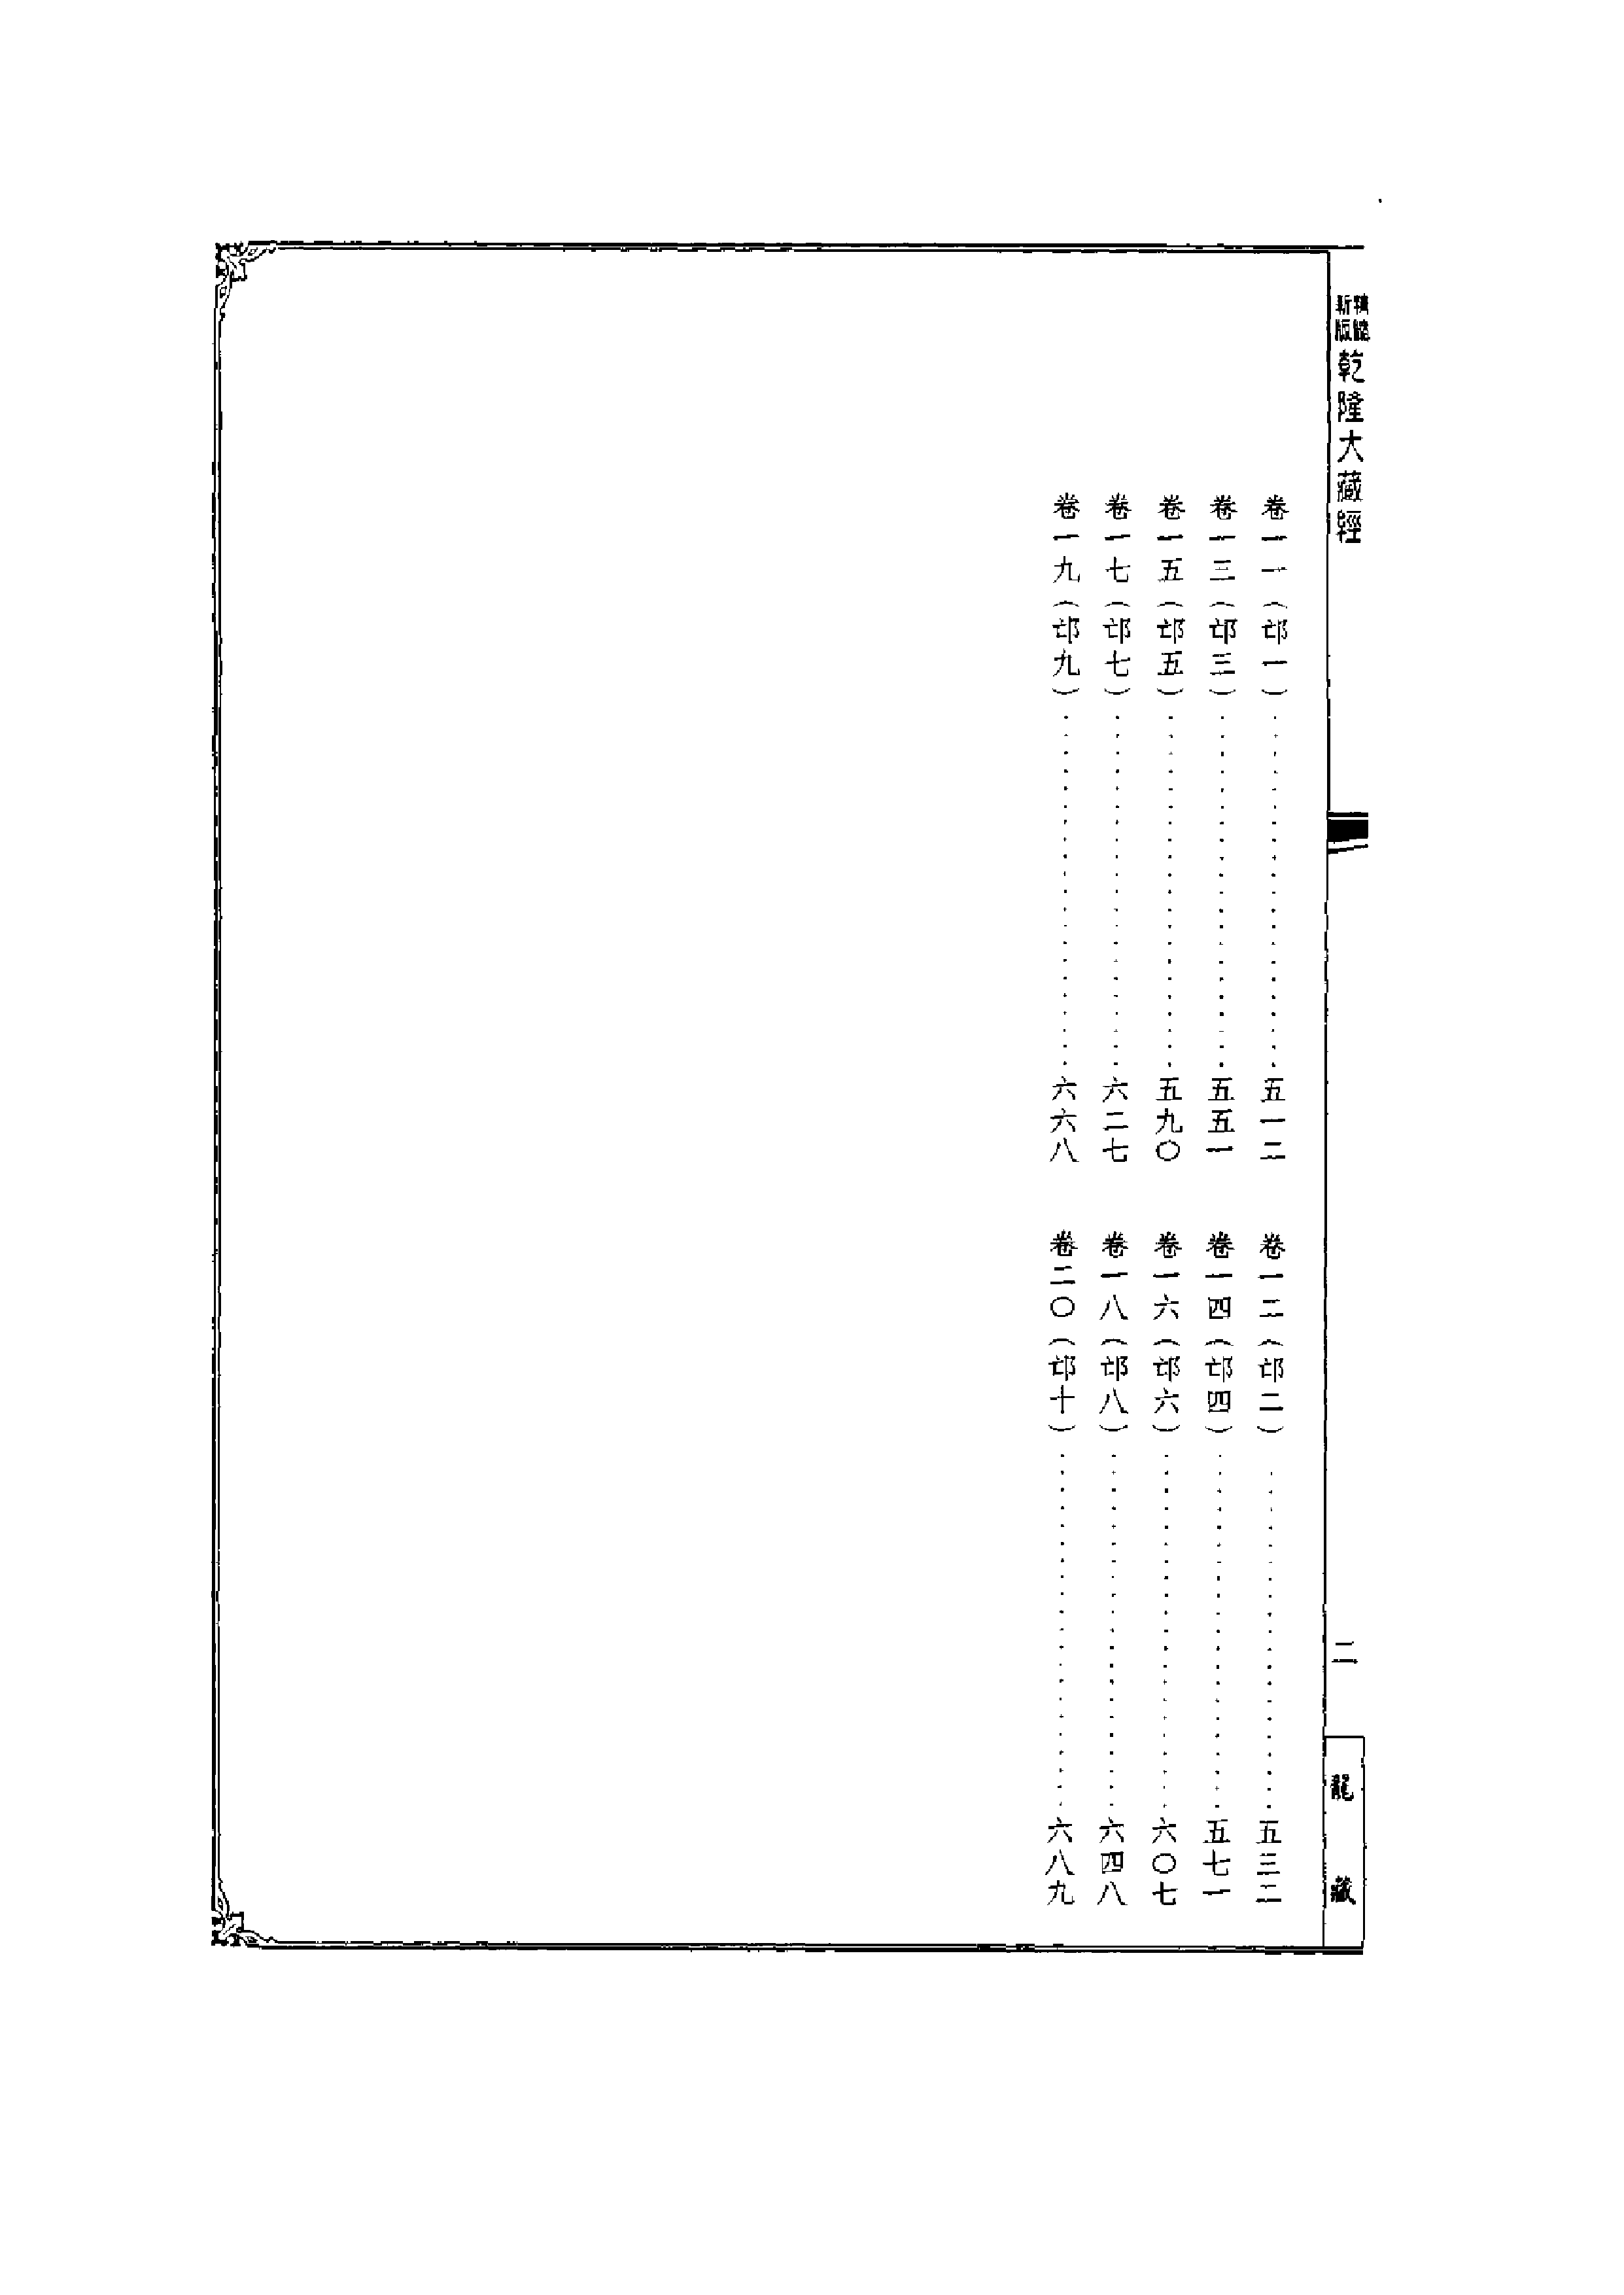 新版
乾隆大藏經
二
龍藏
卷一一（邙一）…………五一二
卷一二（邙二）…………五三二
卷一三（邙三）…………五五一
卷一四（邙四）…………五七一
卷一五（邙五）…………五九〇
卷一六（邙六）…………六〇七
卷一七（邙七）…………六二七
卷一八（邙八）…………六四八
卷一九（邙九）…………六六八
卷二〇（邙十）…………六八九